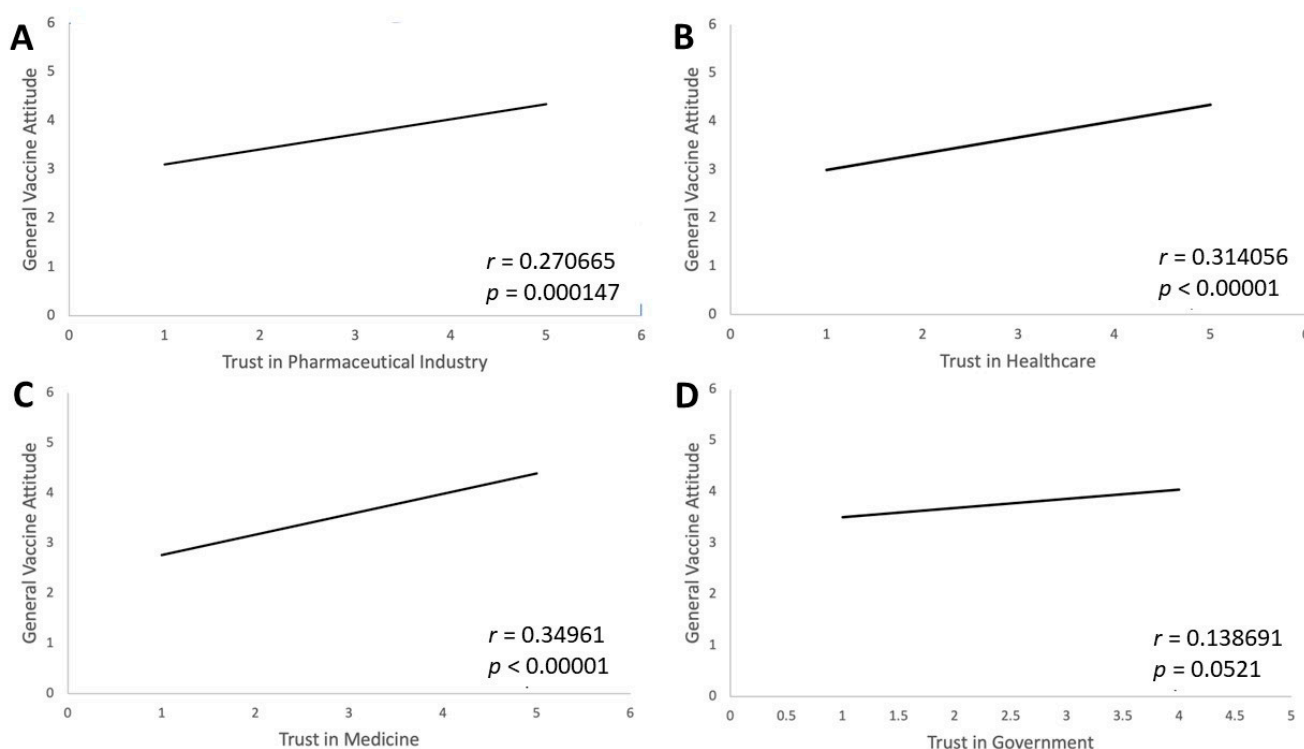 A
General Vaccine Attitude
6
5
4
3
2
1
0
0 1 2 3 4 5 6
Trust in Pharmaceutical Industry
r = 0.270665
p = 0.000147
B
General Vaccine Attitude
6
5
4
3
2
1
0
0 1 2 3 4 5 6
Trust in Healthcare
r = 0.314056
p < 0.00001
C
General Vaccine Attitude
6
5
4
3
2
1
0
0 1 2 3 4 5 6
Trust in Medicine
r = 0.34961
p < 0.00001
D
General Vaccine Attitude
6
5
4
3
2
1
0
0 0.5 1 1.5 2 2.5 3 3.5 4 4.5 5
Trust in Government
r = 0.138691
p = 0.0521